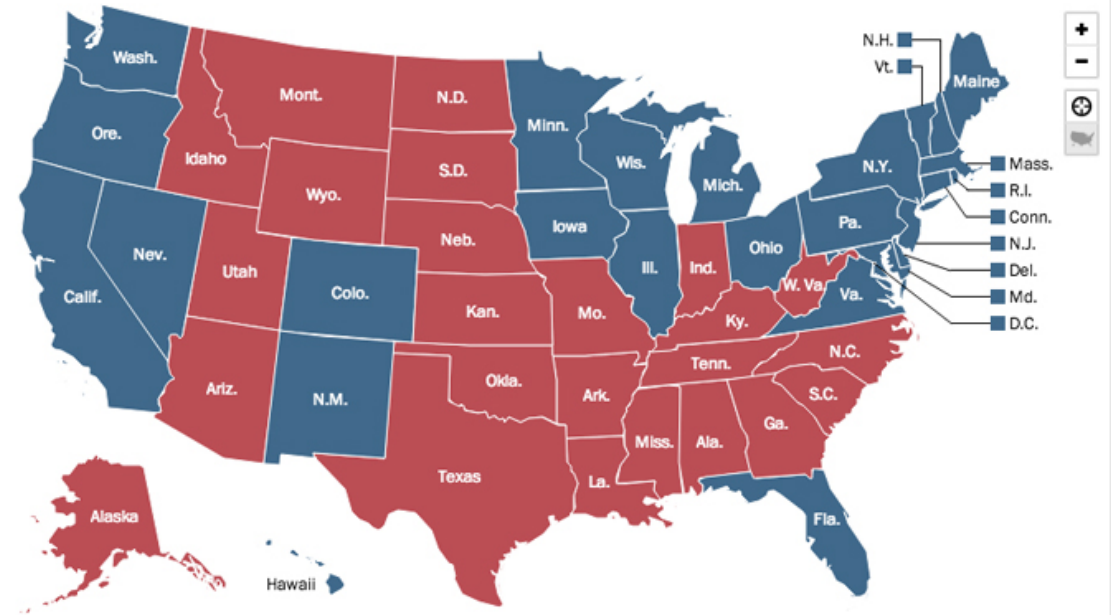 Wash.
Ore.
Calif.
Nev.
Idaho
Mont.
Wyo.
Utah
Ariz.
Colo.
N.M.
N.D.
S.D.
Neb.
Kan.
Okla.
Texas
Minn.
Iowa
Mo.
Ark.
La.
Wis.
Ill.
Mich.
Ind.
Ohio
Ky.
Tenn.
Miss.
Ala.
Ga.
Fla.
S.C.
N.C.
Va.
W. Va.
Pa.
N.Y.
Maine
N.H.
Vt.
Mass.
R.I.
Conn.
N.J.
Del.
Md.
D.C.
Alaska
Hawaii
+
−